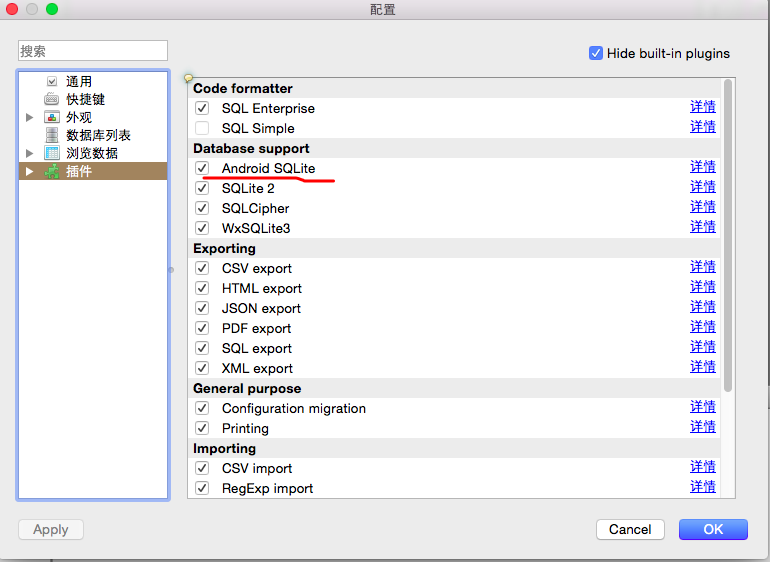 配置
搜索
Hide built-in plugins
通用
快捷键
外观
数据库列表
浏览数据
插件
Code formatter
SQL Enterprise 详情
SQL Simple 详情
Database support
Android SQLite 详情
SQLite 2 详情
SQLCipher 详情
WxSQLite3 详情
Exporting
CSV export 详情
HTML export 详情
JSON export 详情
PDF export 详情
SQL export 详情
XML export 详情
General purpose
Configuration migration 详情
Printing 详情
Importing
CSV import 详情
RegExp import 详情
Apply Cancel OK